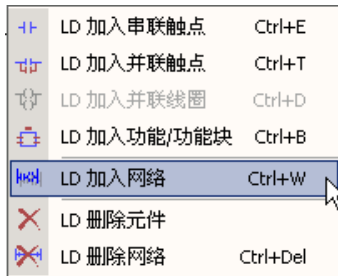 LD 加入串联触点 Ctrl+E
LD 加入并联触点 Ctrl+T
LD 加入并联线圈 Ctrl+D
LD 加入功能/功能块 Ctrl+B
LD 加入网络 Ctrl+W
LD 删除元件
LD 删除网络 Ctrl+Del